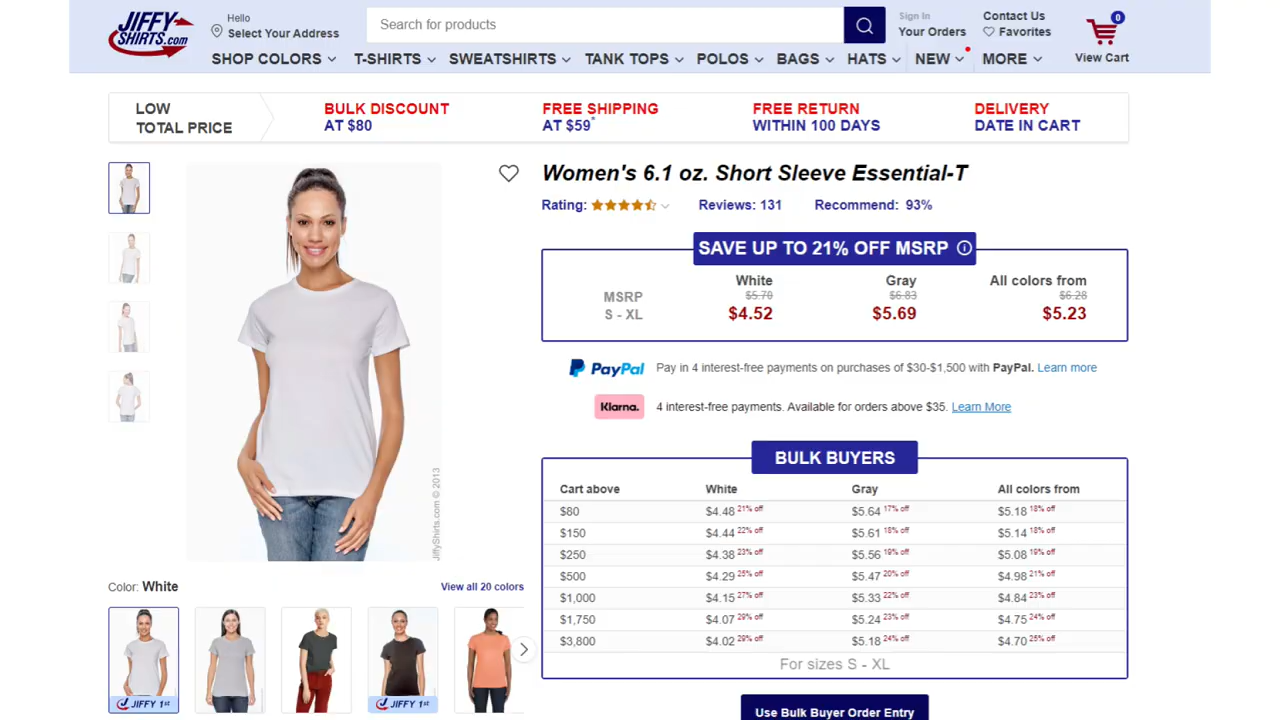 JIFFY
SHIRTS.com
Hello
Select Your Address
Search for products
Sign In
Your Orders
Contact Us
Favorites
0
View Cart
SHOP COLORS
T-SHIRTS
SWEATSHIRTS
TANK TOPS
POLOS
BAGS
HATS
NEW
MORE
LOW
TOTAL PRICE
BULK DISCOUNT
AT $80
FREE SHIPPING
AT $59*
FREE RETURN
WITHIN 100 DAYS
DELIVERY
DATE IN CART
Women's 6.1 oz. Short Sleeve Essential-T
Rating:
Reviews: 131
Recommend: 93%
SAVE UP TO 21% OFF MSRP
White Gray All colors from
MSRP $5.70 $6.83 $6.28
S - XL $4.52 $5.69 $5.23
PayPal Pay in 4 interest-free payments on purchases of $30-$1,500 with PayPal. Learn more
Klarna. 4 interest-free payments. Available for orders above $35. Learn More
BULK BUYERS
Cart above White Gray All colors from
$80 $4.48 21% off $5.64 17% off $5.18 18% off
$150 $4.44 22% off $5.61 18% off $5.14 18% off
$250 $4.38 23% off $5.56 19% off $5.08 19% off
$500 $4.29 25% off $5.47 20% off $4.98 21% off
$1,000 $4.15 27% off $5.33 22% off $4.84 23% off
$1,750 $4.07 29% off $5.24 23% off $4.75 24% off
$3,800 $4.02 29% off $5.18 24% off $4.70 25% off
For sizes S - XL
Use Bulk Buyer Order Entry
JiffyShirts.com © 2013
Color: White
View all 20 colors
JIFFY 1st
JIFFY 1st